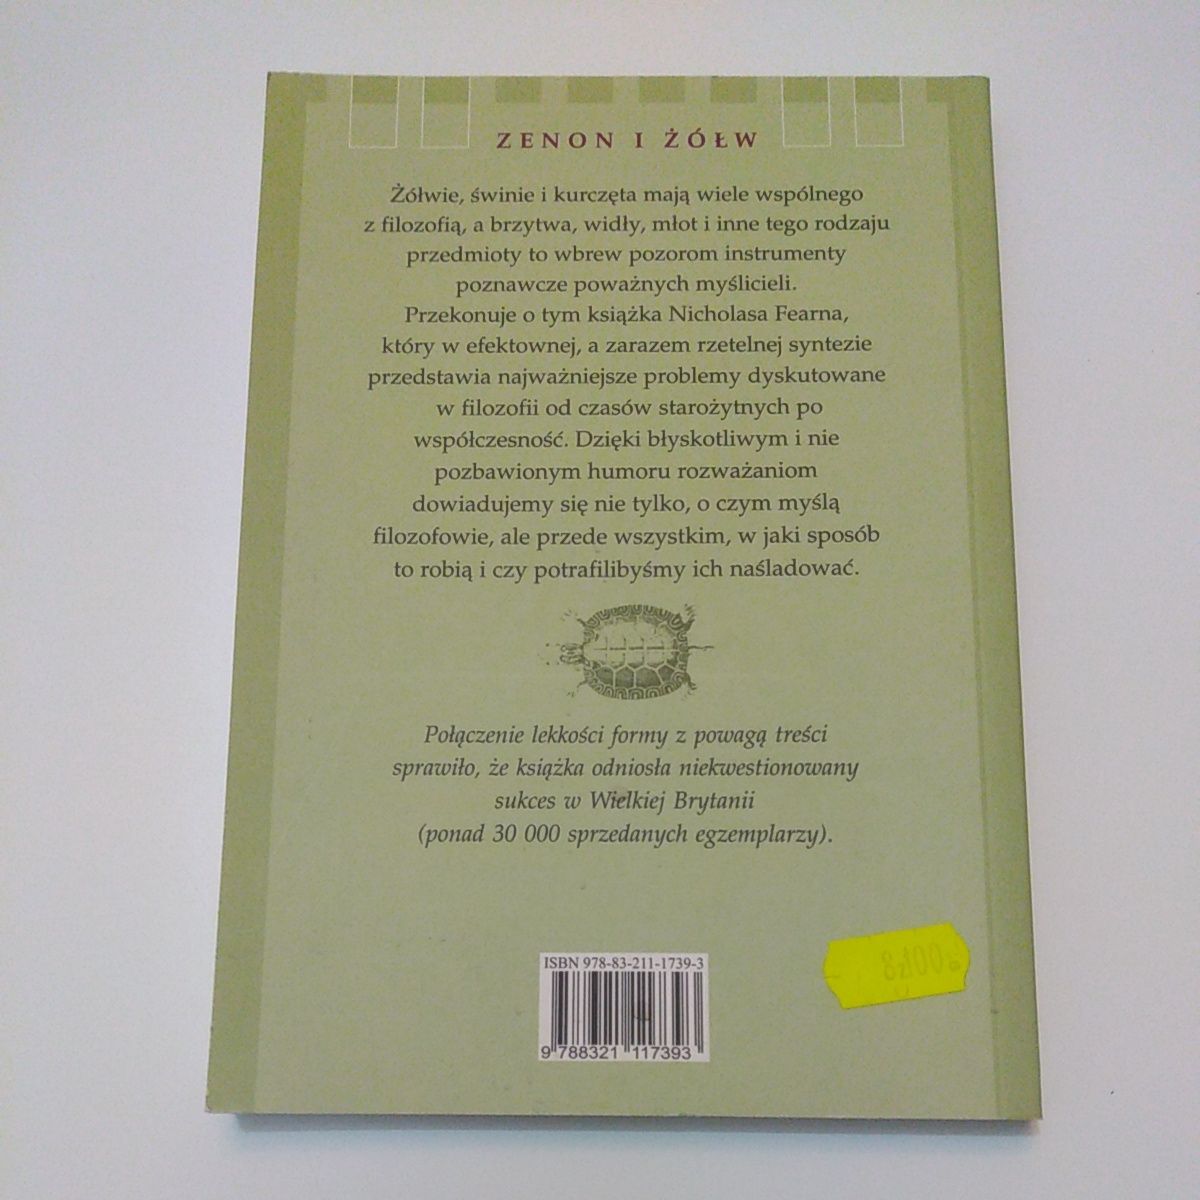 ZENON I ŻÓŁW
Żółwie, świnie i kurczęta mają wiele wspólnego
z filozofią, a brzytwa, widły, młot i inne tego rodzaju
przedmioty to wbrew pozorom instrumenty
poznawcze poważnych myślicieli.
Przekonuje o tym książka Nicholasa Fearna,
który w efektownej, a zarazem rzetelnej syntezie
przedstawia najważniejsze problemy dyskutowane
w filozofii od czasów starożytnych po
współczesność. Dzięki błyskotliwym i nie
pozbawionym humoru rozważaniom
dowiadujemy się nie tylko, o czym myślą
filozofowie, ale przede wszystkim, w jaki sposób
to robią i czy potrafilibyśmy ich naśladować.
Połączenie lekkości formy z powagą treści
sprawiło, że książka odniosła niekwestionowany
sukces w Wielkiej Brytanii
(ponad 30 000 sprzedanych egzemplarzy).
ISBN 978-83-211-1739-3
9 788321 117393